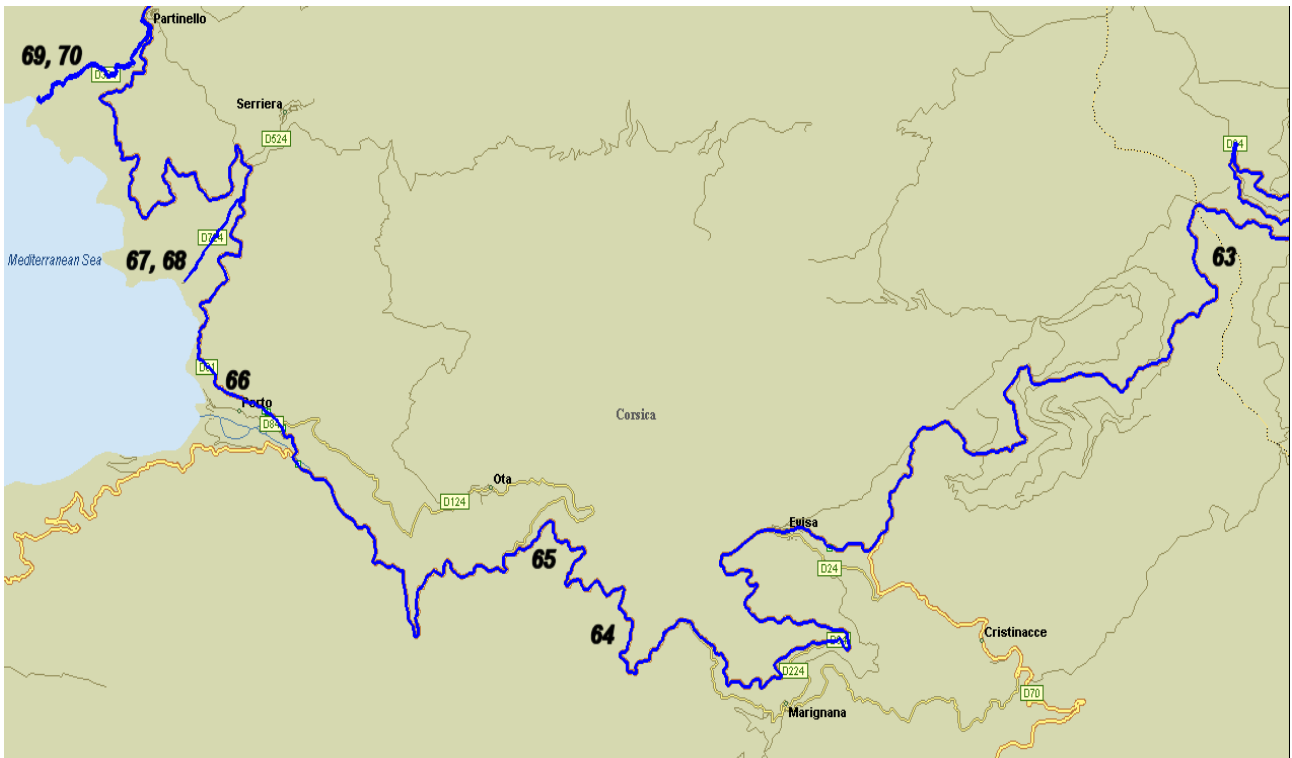 Partinello
69, 70
Serriera
D524
D84
Mediterranean Sea
67, 68
63
D81
66
Porto
D84
Corsica
Ota
D124
Evisa
65
D24
64
Cristinacce
D224
D70
Marignana